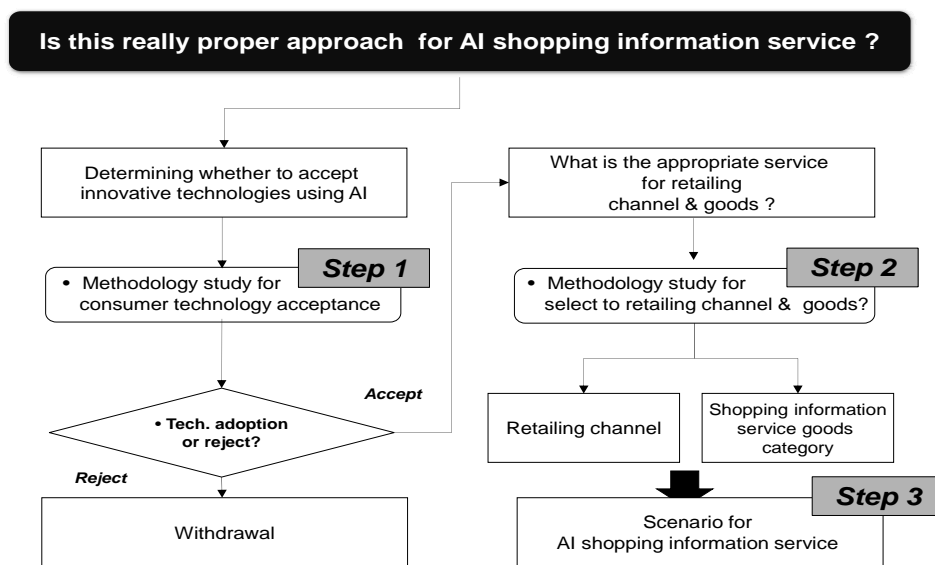 Is this really proper approach for AI shopping information service ?
Determining whether to accept
innovative technologies using AI
Step 1
• Methodology study for
consumer technology acceptance
• Tech. adoption
or reject?
Accept
Reject
Withdrawal
What is the appropriate service
for retailing
channel & goods ?
Step 2
• Methodology study for
select to retailing channel & goods?
Retailing channel
Shopping information
service goods
category
Step 3
Scenario for
AI shopping information service